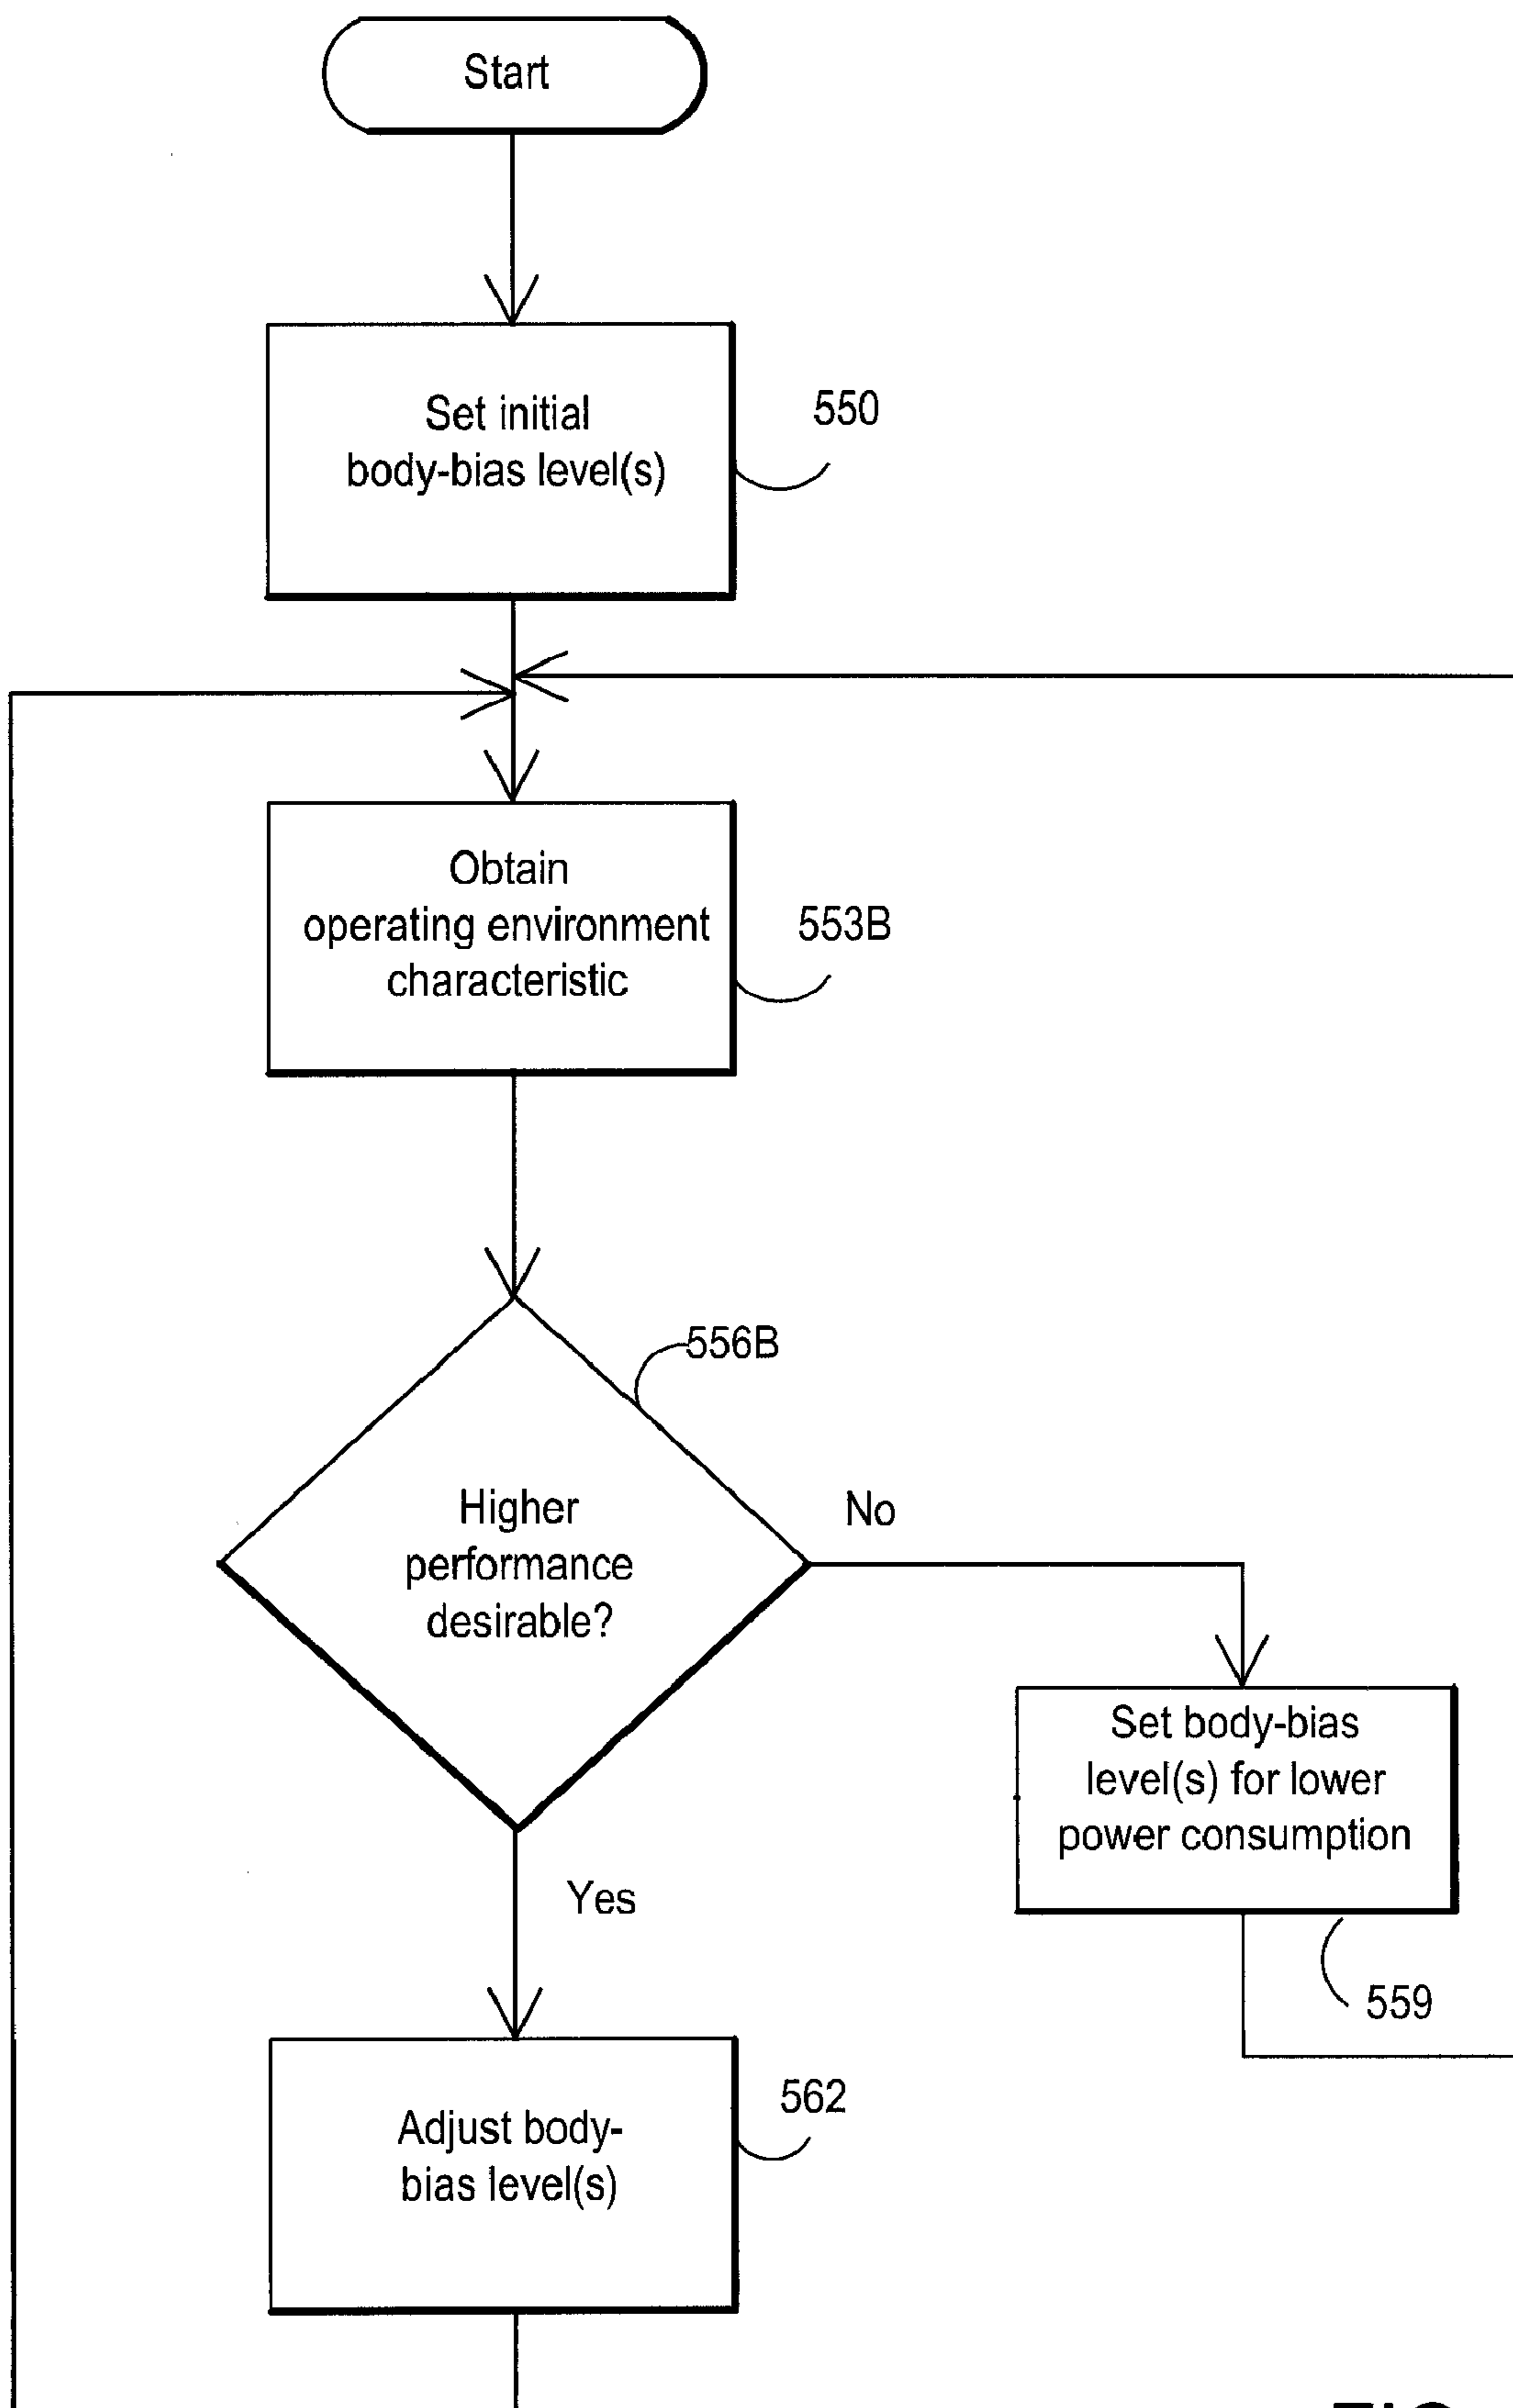 Start
Set initial
body-bias level(s)
550
Obtain
operating environment
characteristic
553B
556B
Higher
performance
desirable?
No
Yes
Set body-bias
level(s) for lower
power consumption
559
Adjust body-
bias level(s)
562